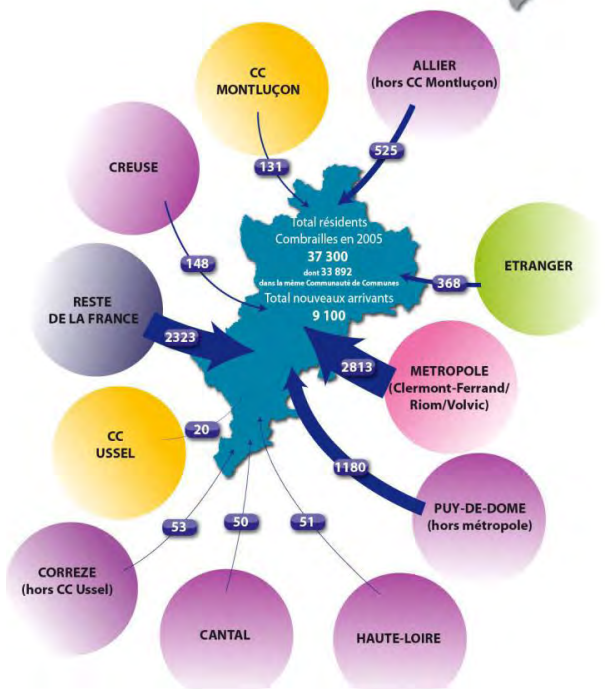 CC
MONTLUÇON
ALLIER
(hors CC Montluçon)
131
525
CREUSE
Total résidents
Combrailles en 2005
37 300
dont 33 892
dans la même Communauté de Communes
Total nouveaux arrivants
9 100
148
ETRANGER
368
RESTE
DE LA FRANCE
2323
2813
METROPOLE
(Clermont-Ferrand/
Riom/Volvic)
CC
USSEL
20
1180
PUY-DE-DOME
(hors métropole)
53
50
51
CORREZE
(hors CC Ussel)
CANTAL
HAUTE-LOIRE